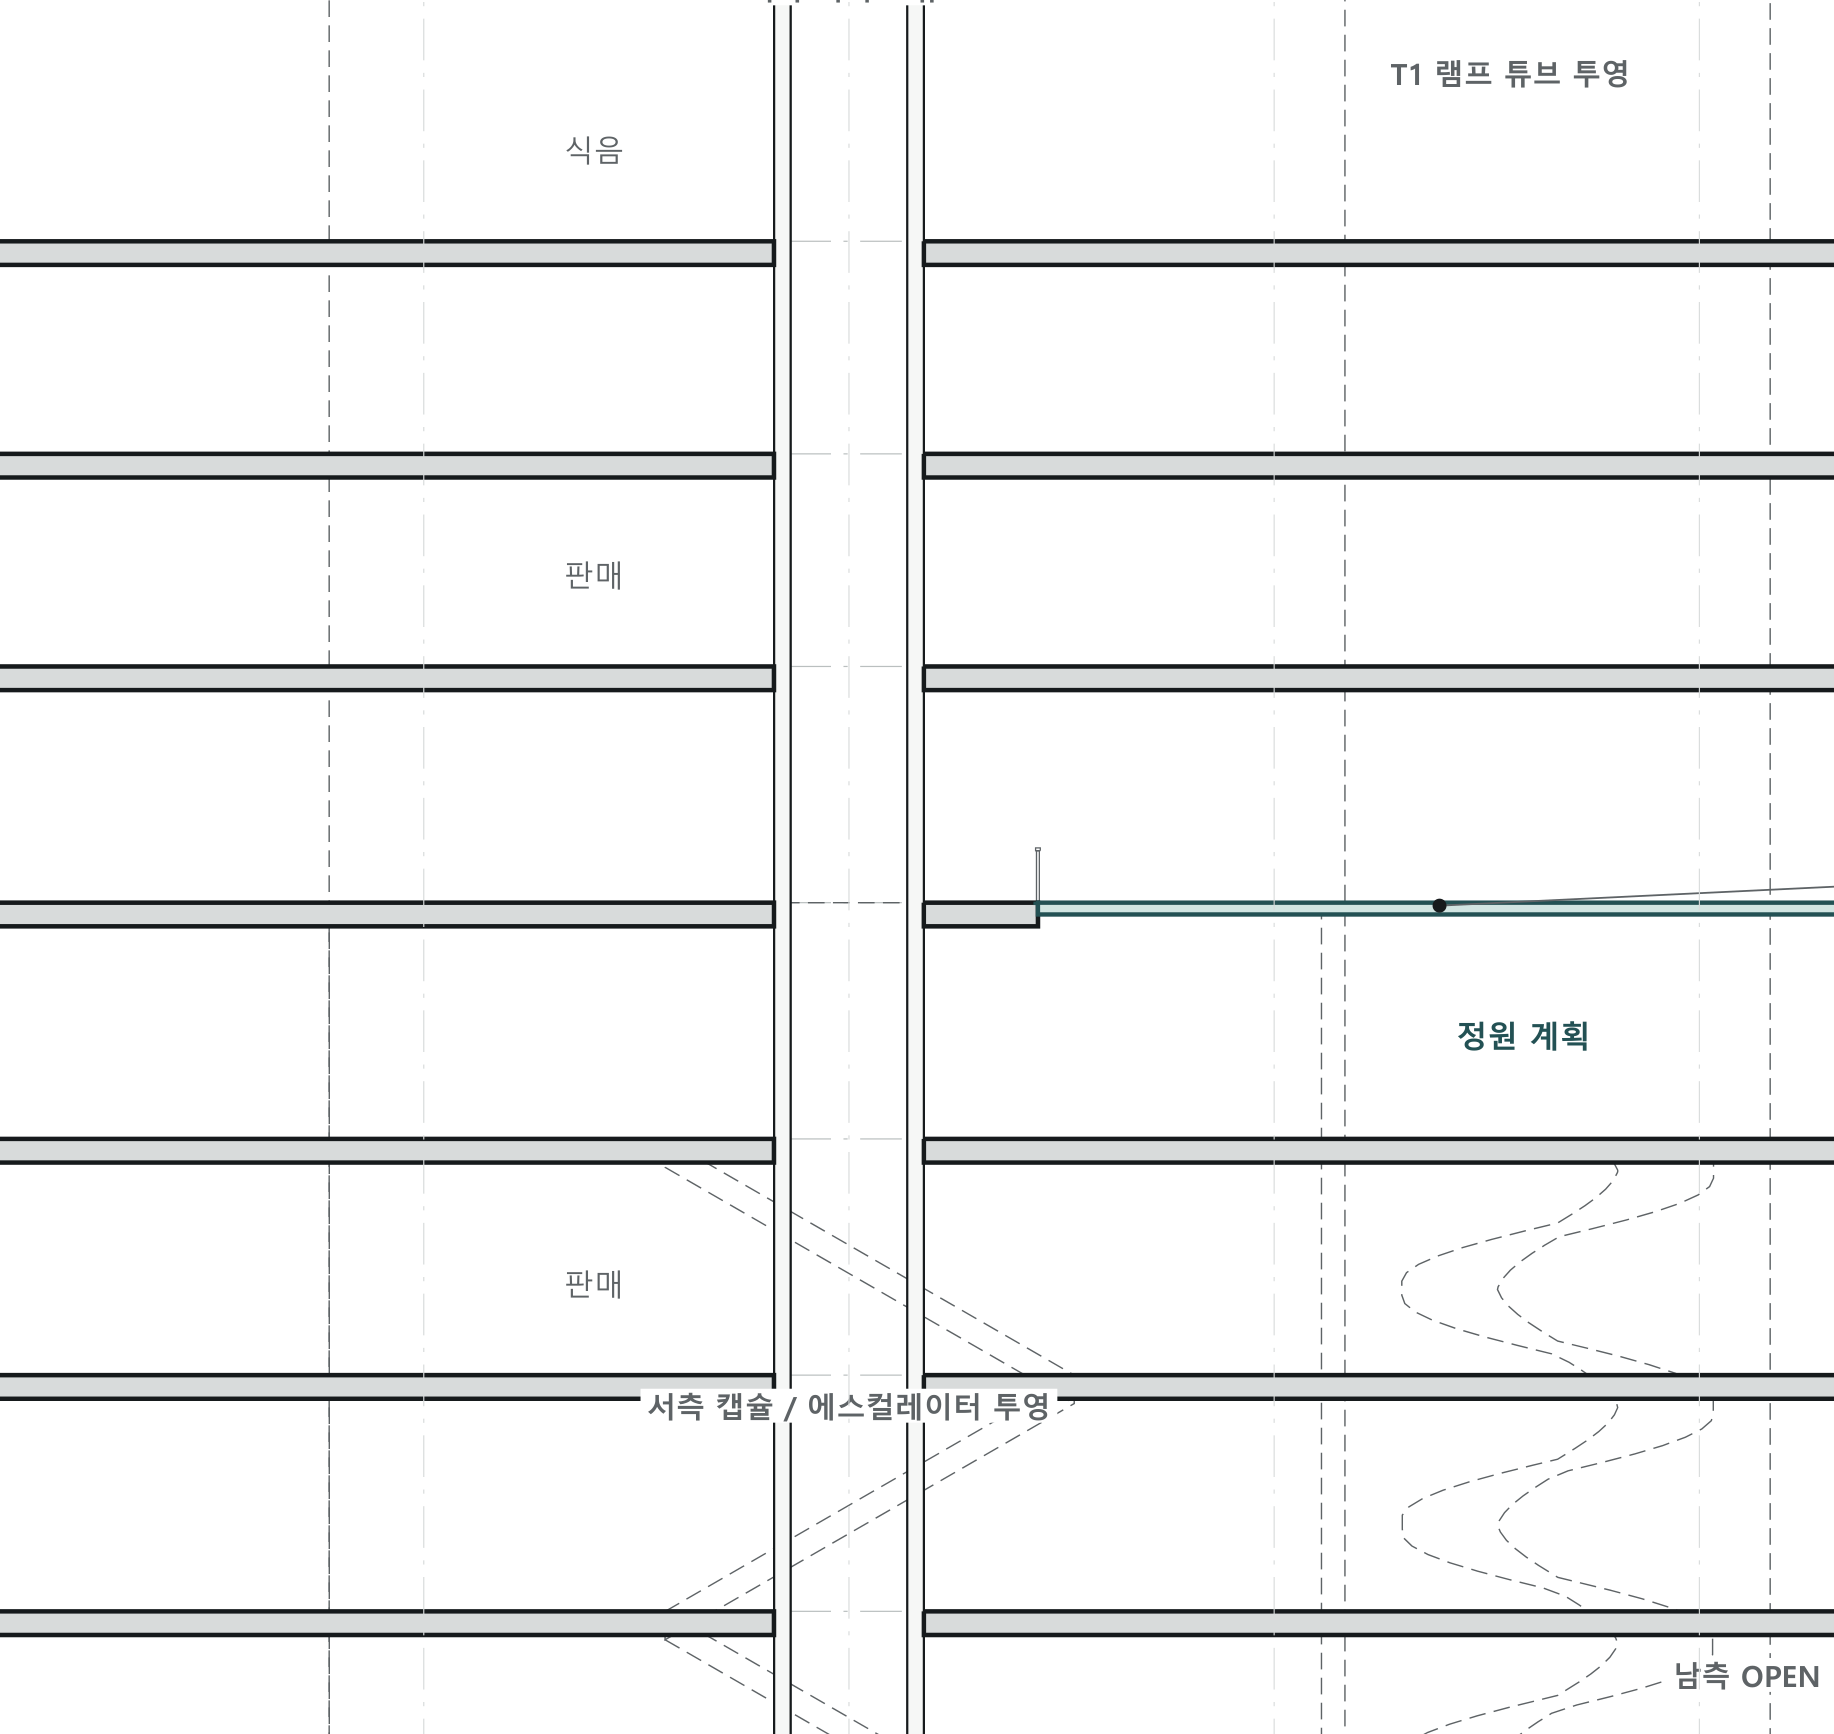 T1 램프 튜브 투영
식음
판매
정원 계획
판매
서측 캡슐 / 에스컬레이터 투영
남측 OPEN